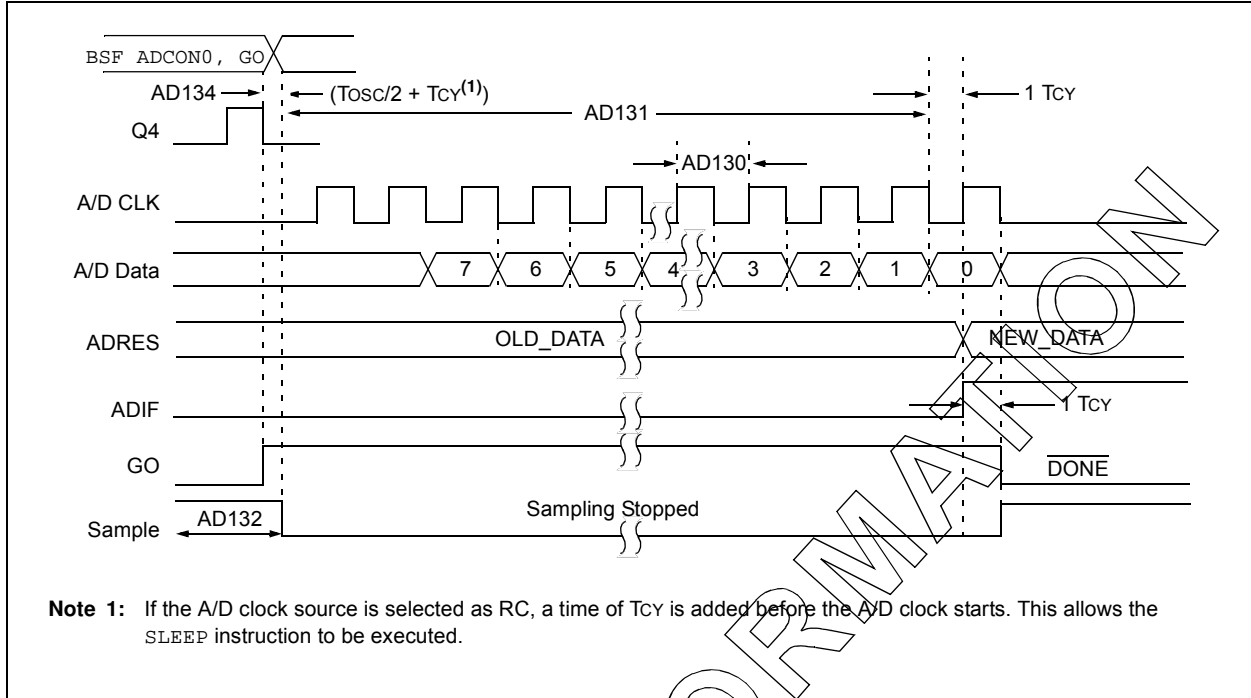 BSF ADCON0, GO
AD134
(TOSC/2 + TCY(1))
1 TCY
AD131
Q4
AD130
A/D CLK
A/D Data
7 6 5 4 3 2 1 0
ADRES
OLD_DATA
NEW_DATA
ADIF
1 TCY
GO
DONE
Sample
AD132
Sampling Stopped
Note 1: If the A/D clock source is selected as RC, a time of TCY is added before the A/D clock starts. This allows the
SLEEP instruction to be executed.
ORMATION